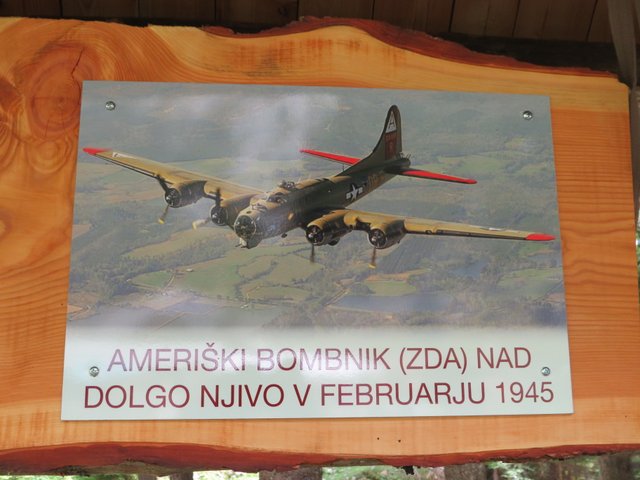 AMERIŠKI BOMBNIK (ZDA) NAD
DOLGO NJIVO V FEBRUARJU 1945